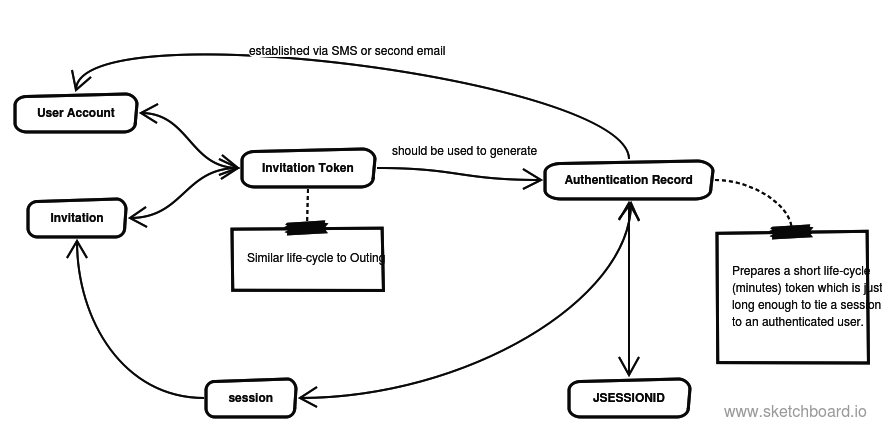 established via SMS or second email
User Account
should be used to generate
Invitation Token
Authentication Record
Invitation
Similar life-cycle to Outing
Prepares a short life-cycle
(minutes) token which is just
long enough to tie a session
to an authenticated user.
session
JSESSIONID
www.sketchboard.io